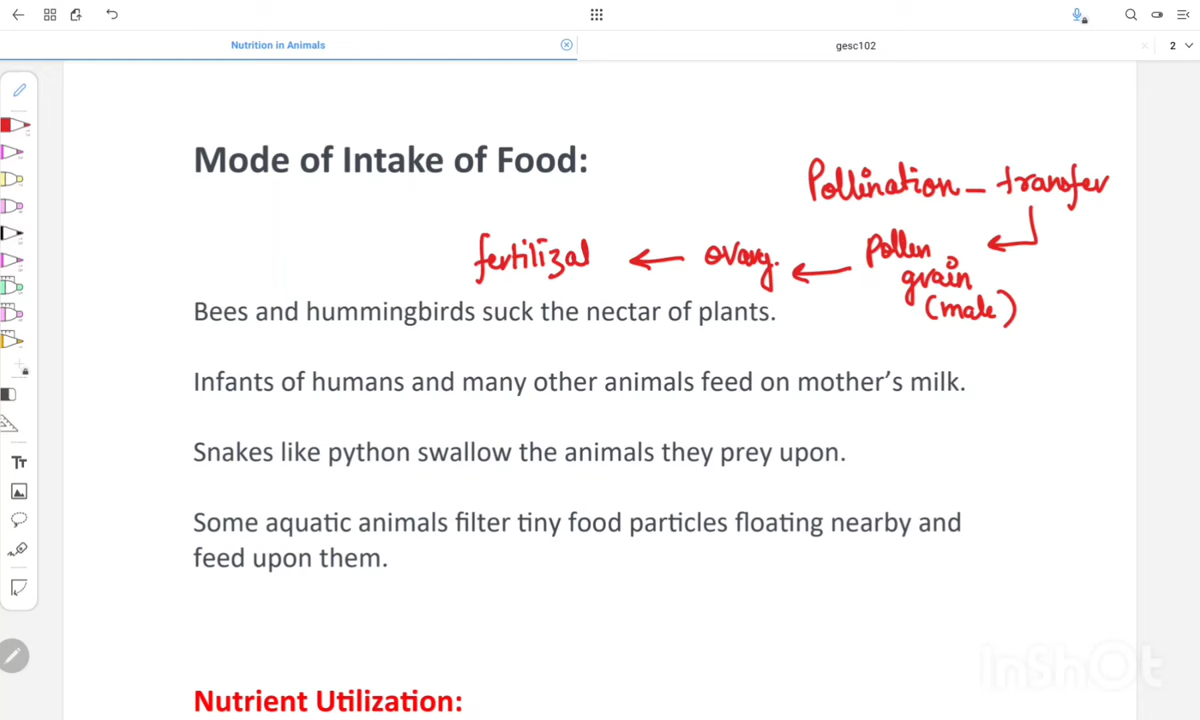 Nutrition in Animals
gesc102
2
Mode of Intake of Food:
Pollination – transfer
fertilizal ← ovary. ← Pollen
grain
(male)
Bees and hummingbirds suck the nectar of plants.
Infants of humans and many other animals feed on mother’s milk.
Snakes like python swallow the animals they prey upon.
Some aquatic animals filter tiny food particles floating nearby and
feed upon them.
Tт
InShOt
Nutrient Utilization: